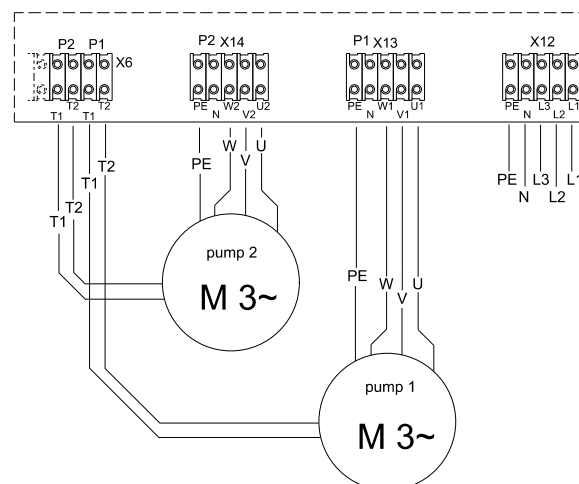 P2 P1 X6
P2 X14
P1 X13
X12
T1 T2 T1 T2
PE N W2 V2 U2
PE N W1 V1 U1
PE N L3 L2 L1
PE W V U
T1 T2 T1 T2
PE N L3 L2 L1
pump 2
M 3~
PE W V U
pump 1
M 3~